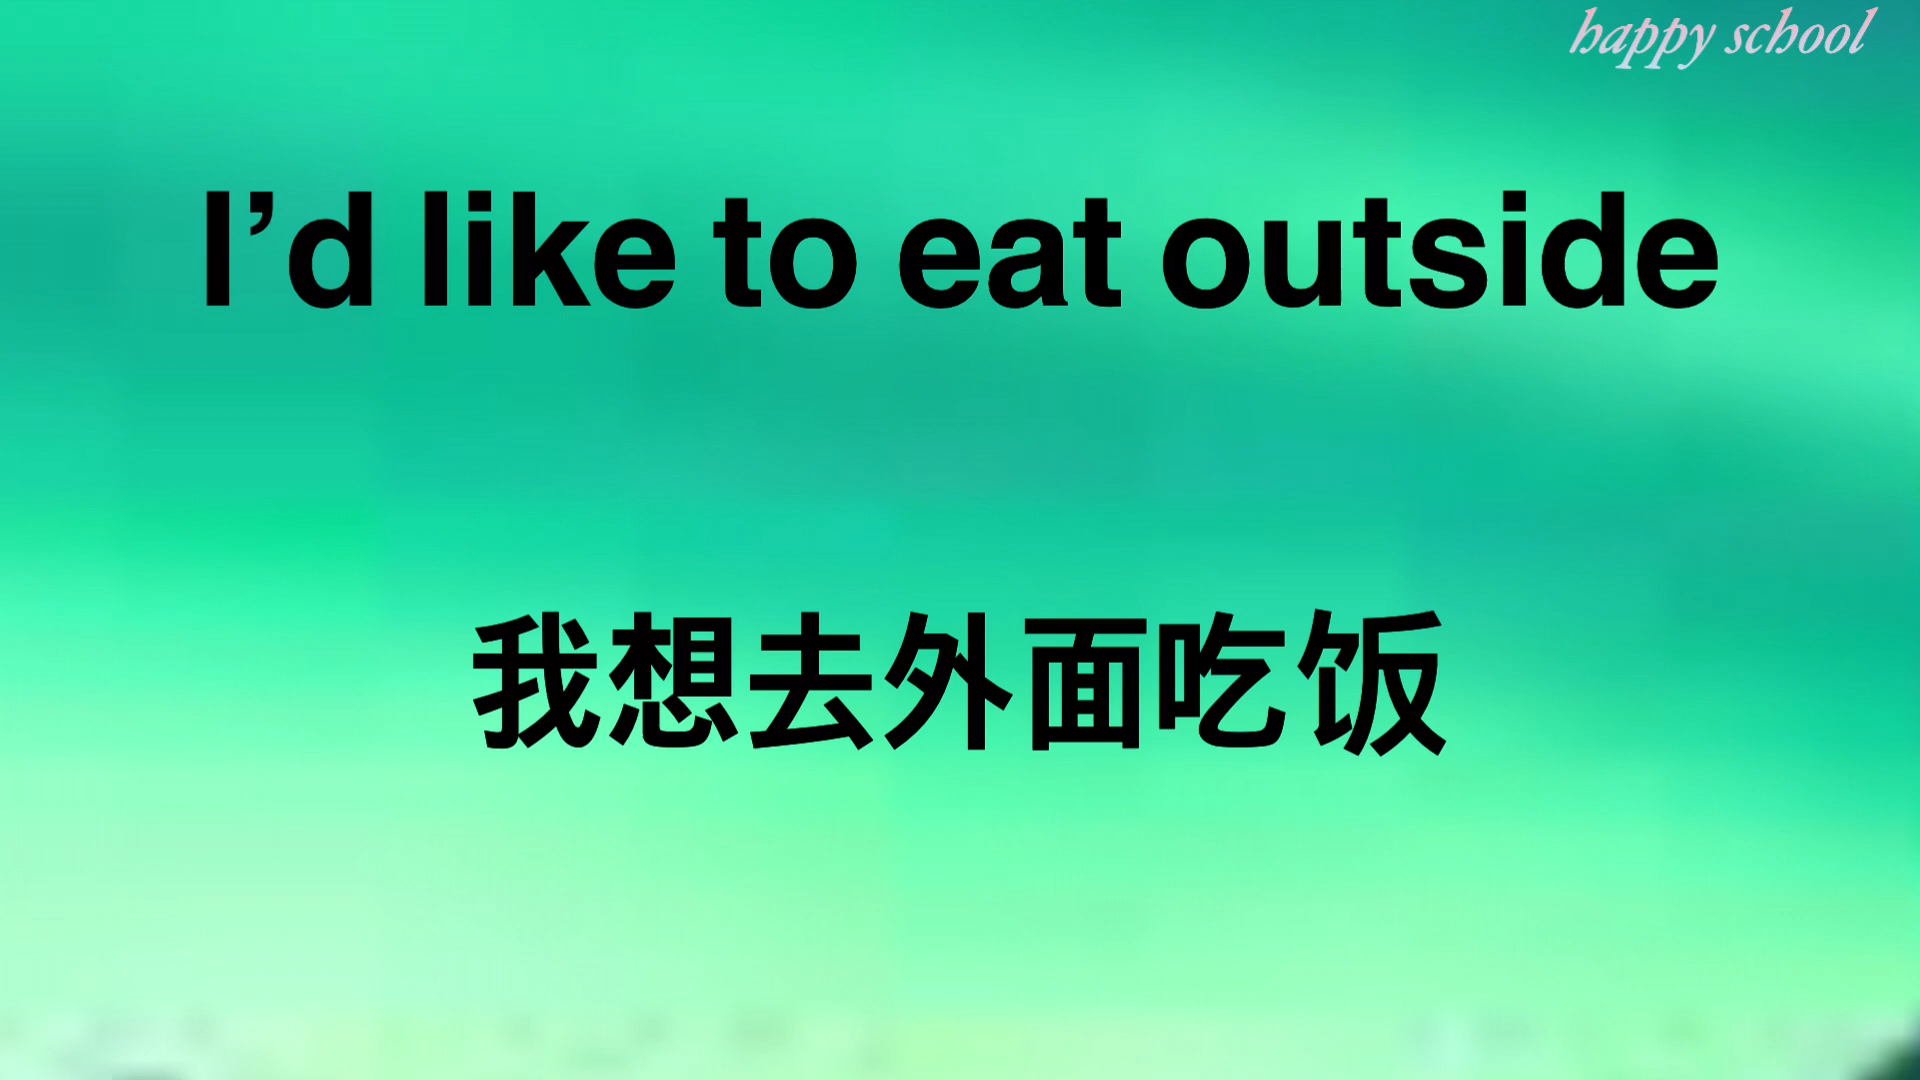 happy school
I’d like to eat outside
我想去外面吃饭